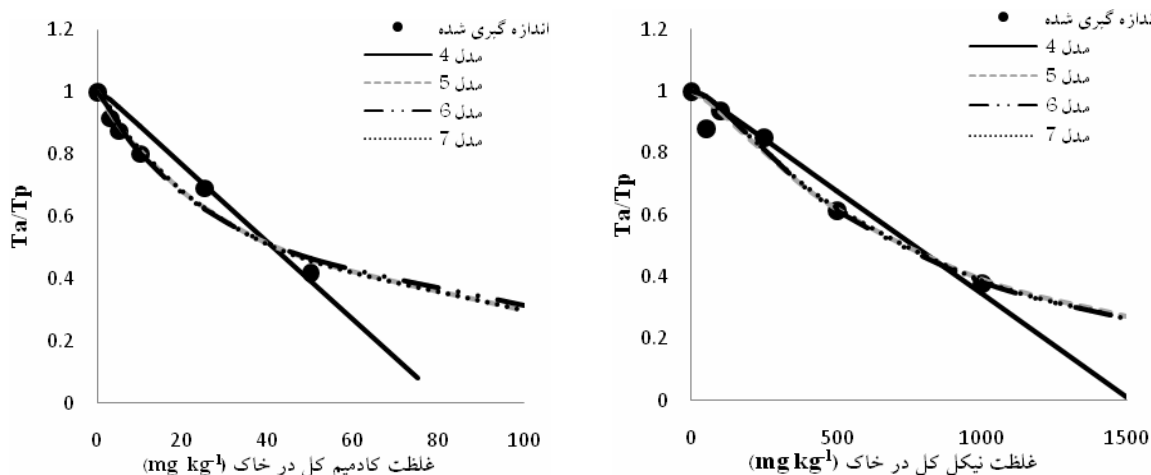 1.2
1
0.8
0.6
0.4
0.2
0
Ta/Tp
اندازه گیری شده
مدل 4
مدل 5
مدل 6
مدل 7
0 20 40 60 80 100
غلظت کادمیم کل در خاک (mg kg⁻¹)
1.2
1
0.8
0.6
0.4
0.2
0
Ta/Tp
ندازه گیری شده
مدل 4
مدل 5
مدل 6
مدل 7
0 500 1000 1500
غلظت نیکل کل در خاک (mg kg⁻¹)